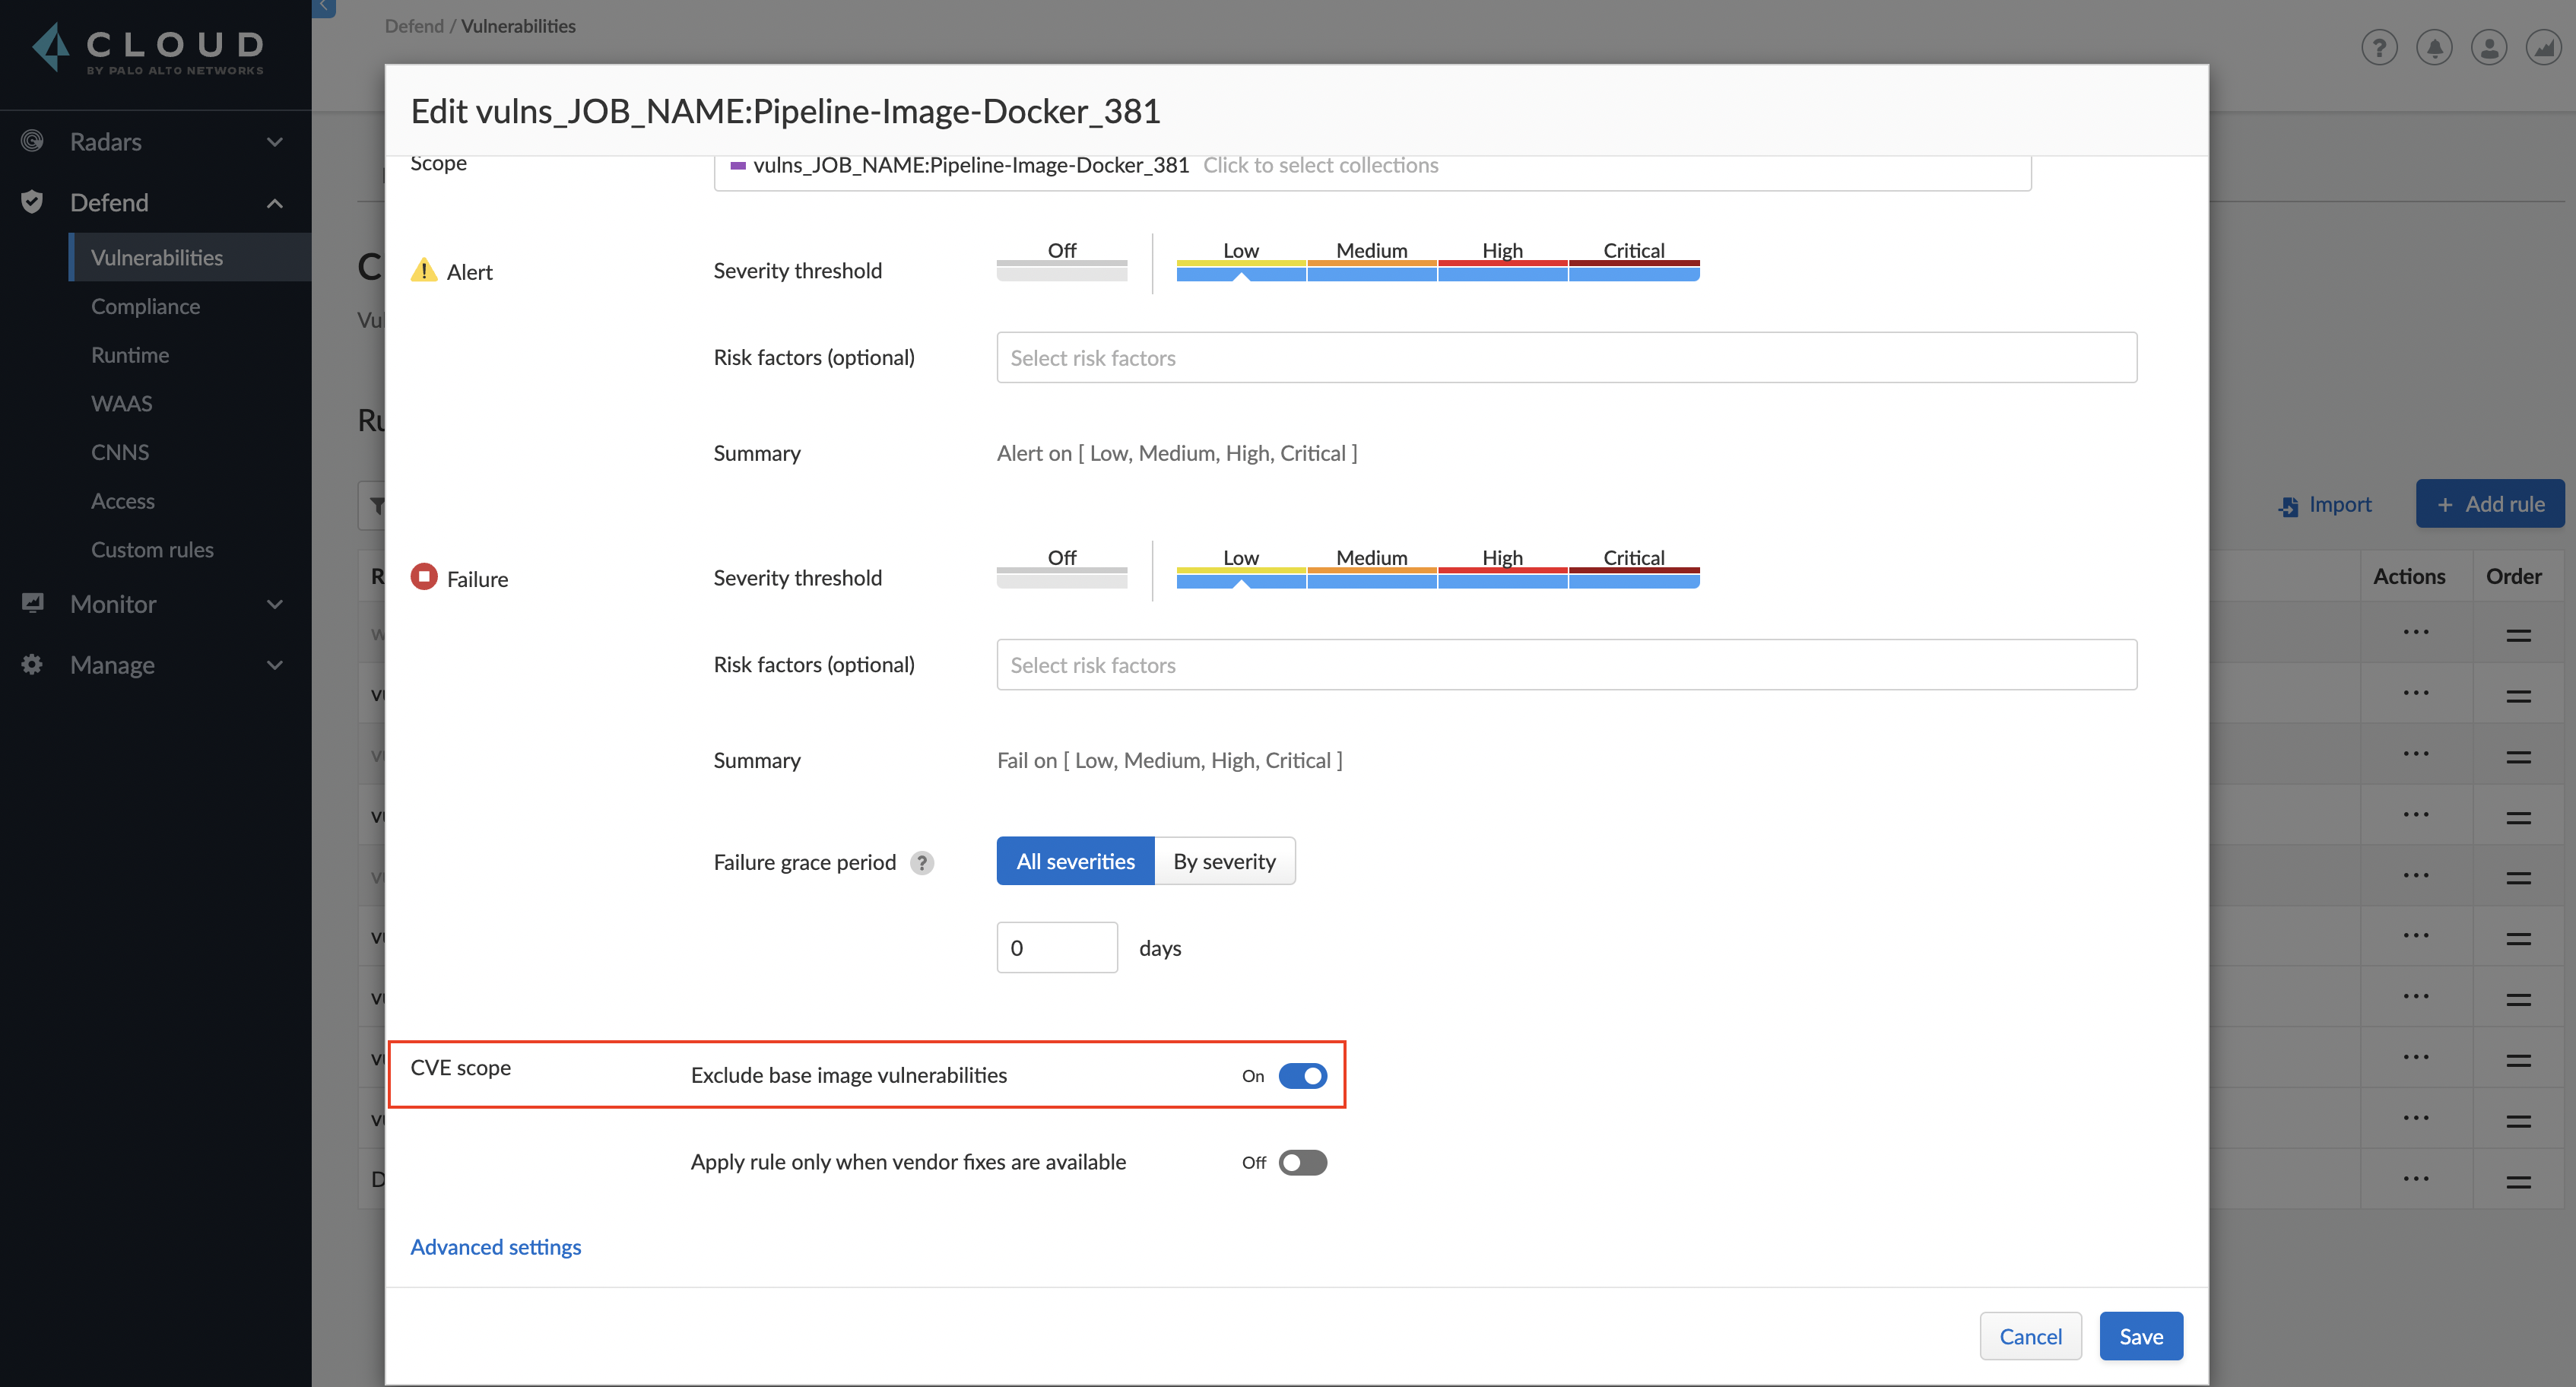 CLOUD
BY PALO ALTO NETWORKS
Radars
Defend
Vulnerabilities
Compliance
Runtime
WAAS
CNNS
Access
Custom rules
Monitor
Manage
Defend / Vulnerabilities
Edit vulns_JOB_NAME:Pipeline-Image-Docker_381
Scope
vulns_JOB_NAME:Pipeline-Image-Docker_381 Click to select collections
Alert
Severity threshold
Off Low Medium High Critical
Risk factors (optional)
Select risk factors
Summary
Alert on [ Low, Medium, High, Critical ]
Failure
Severity threshold
Off Low Medium High Critical
Risk factors (optional)
Select risk factors
Summary
Fail on [ Low, Medium, High, Critical ]
Failure grace period ?
All severities By severity
0 days
CVE scope
Exclude base image vulnerabilities On
Apply rule only when vendor fixes are available Off
Advanced settings
Cancel Save
Import
+ Add rule
Actions Order